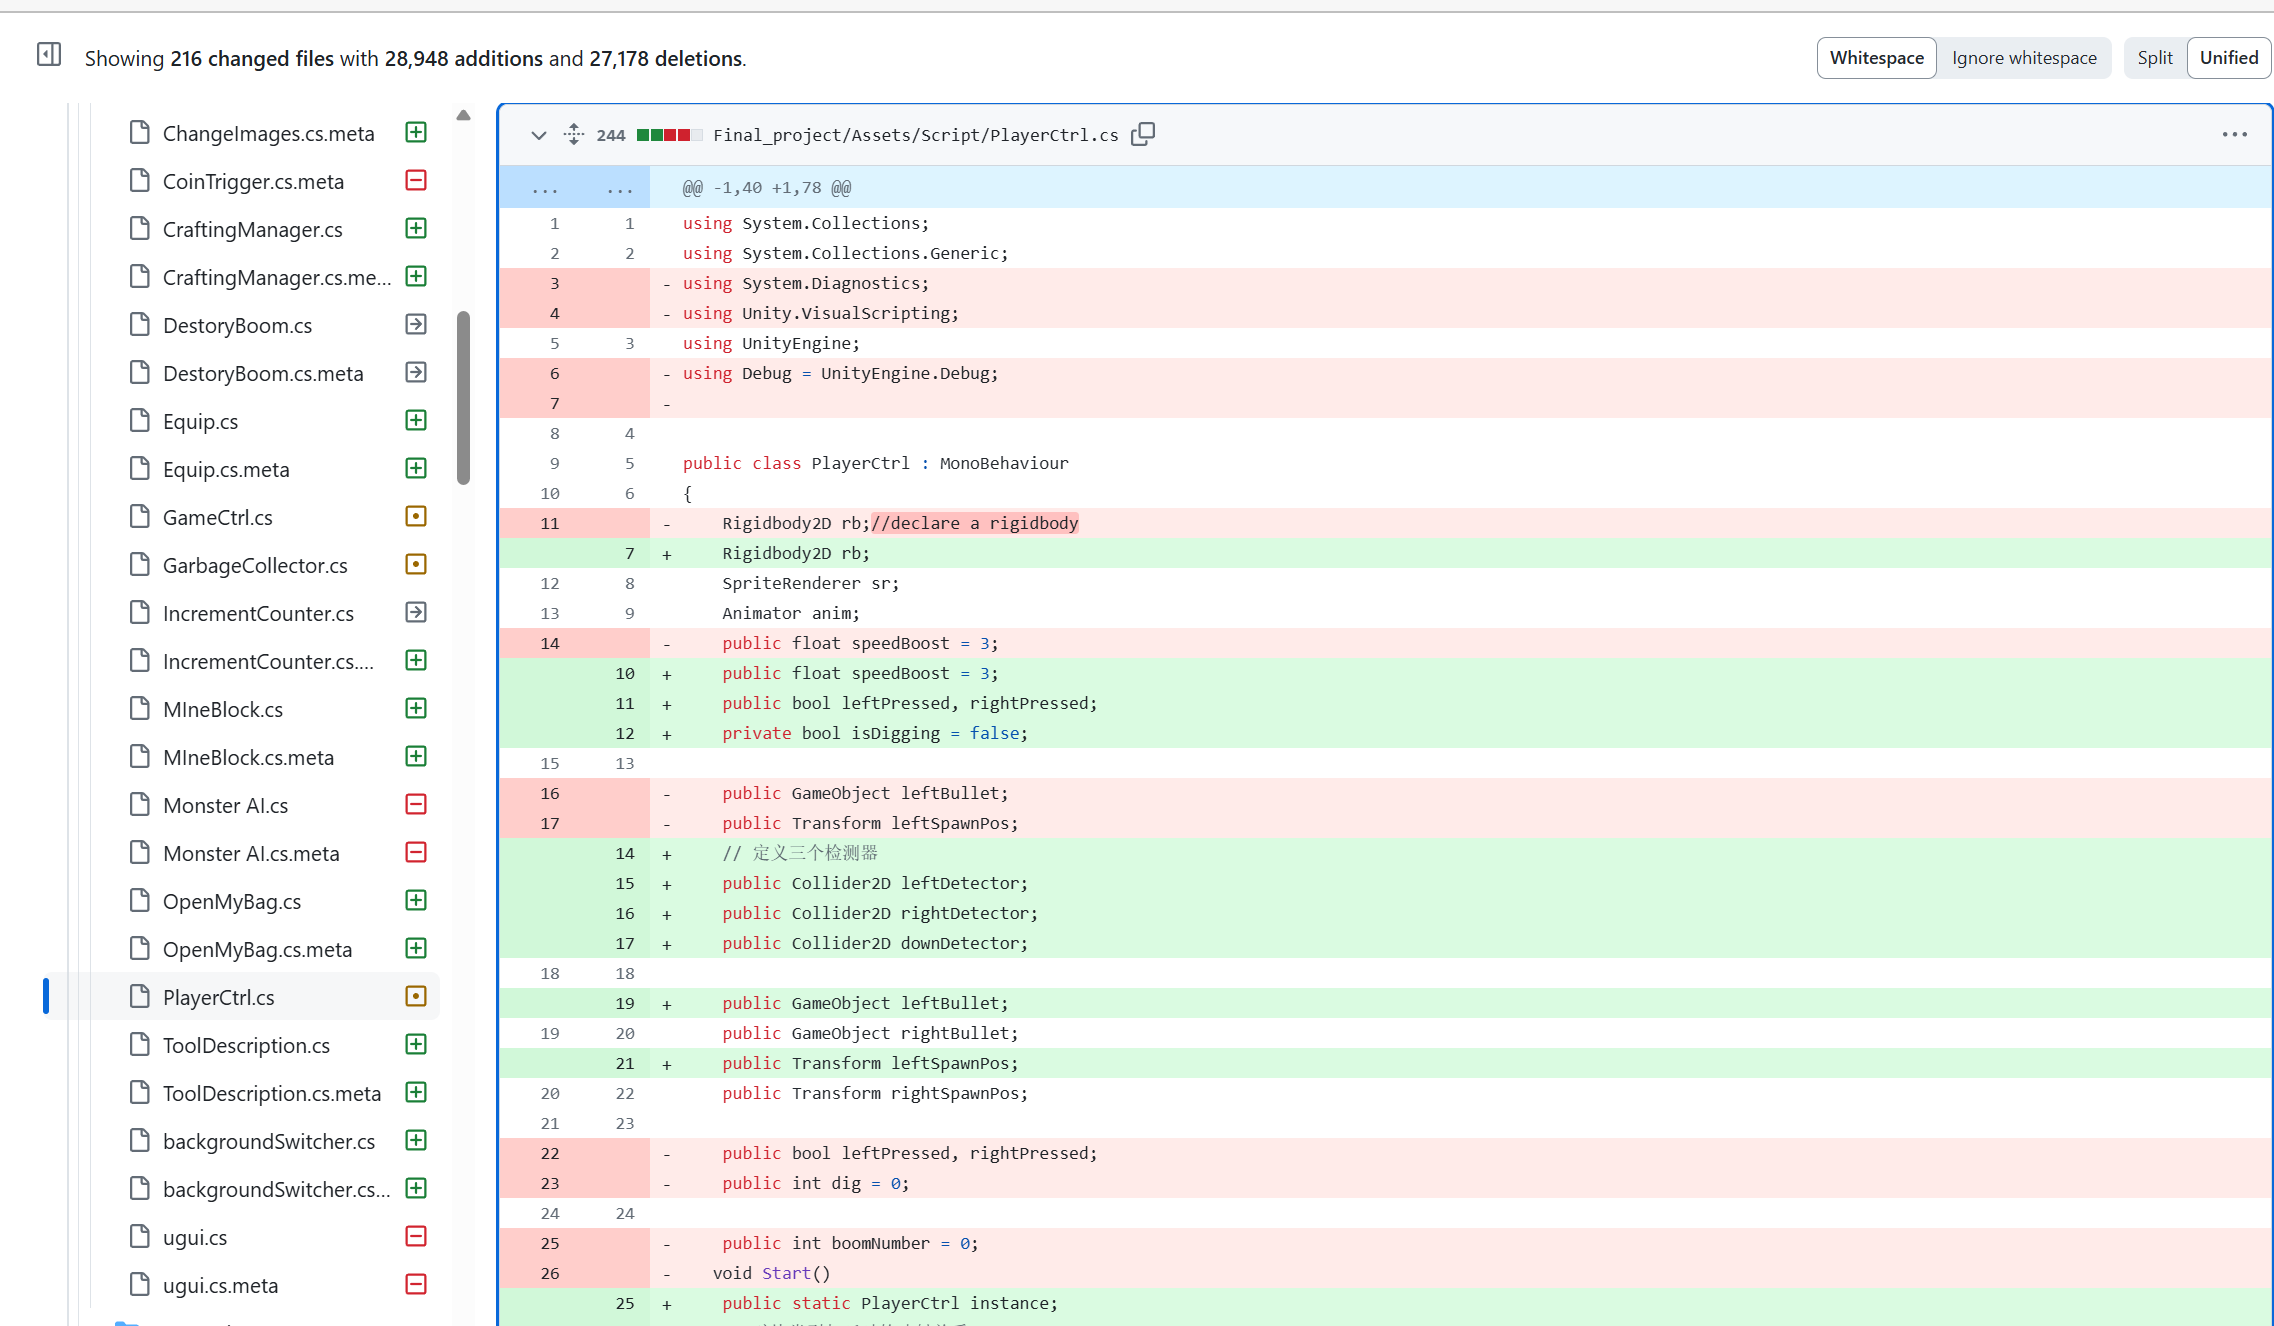 Showing 216 changed files with 28,948 additions and 27,178 deletions.
Whitespace Ignore whitespace Split Unified
ChangeImages.cs.meta
CoinTrigger.cs.meta
CraftingManager.cs
CraftingManager.cs.me...
DestoryBoom.cs
DestoryBoom.cs.meta
Equip.cs
Equip.cs.meta
GameCtrl.cs
GarbageCollector.cs
IncrementCounter.cs
IncrementCounter.cs....
MIneBlock.cs
MIneBlock.cs.meta
Monster AI.cs
Monster AI.cs.meta
OpenMyBag.cs
OpenMyBag.cs.meta
PlayerCtrl.cs
ToolDescription.cs
ToolDescription.cs.meta
backgroundSwitcher.cs
backgroundSwitcher.cs...
ugui.cs
ugui.cs.meta
244 Final_project/Assets/Script/PlayerCtrl.cs
... ... @@ -1,40 +1,78 @@
1 1 using System.Collections;
2 2 using System.Collections.Generic;
3 - using System.Diagnostics;
4 - using Unity.VisualScripting;
5 3 using UnityEngine;
6 - using Debug = UnityEngine.Debug;
7 -
8 4
9 5 public class PlayerCtrl : MonoBehaviour
10 6 {
11 - Rigidbody2D rb;//declare a rigidbody
7 + Rigidbody2D rb;
12 8 SpriteRenderer sr;
13 9 Animator anim;
14 - public float speedBoost = 3;
10 + public float speedBoost = 3;
11 + public bool leftPressed, rightPressed;
12 + private bool isDigging = false;
15 13
16 - public GameObject leftBullet;
17 - public Transform leftSpawnPos;
14 + // 定义三个检测器
15 + public Collider2D leftDetector;
16 + public Collider2D rightDetector;
17 + public Collider2D downDetector;
18 18
19 + public GameObject leftBullet;
19 20 public GameObject rightBullet;
21 + public Transform leftSpawnPos;
20 22 public Transform rightSpawnPos;
21 23
22 - public bool leftPressed, rightPressed;
23 - public int dig = 0;
24 24
25 - public int boomNumber = 0;
26 - void Start()
25 + public static PlayerCtrl instance;